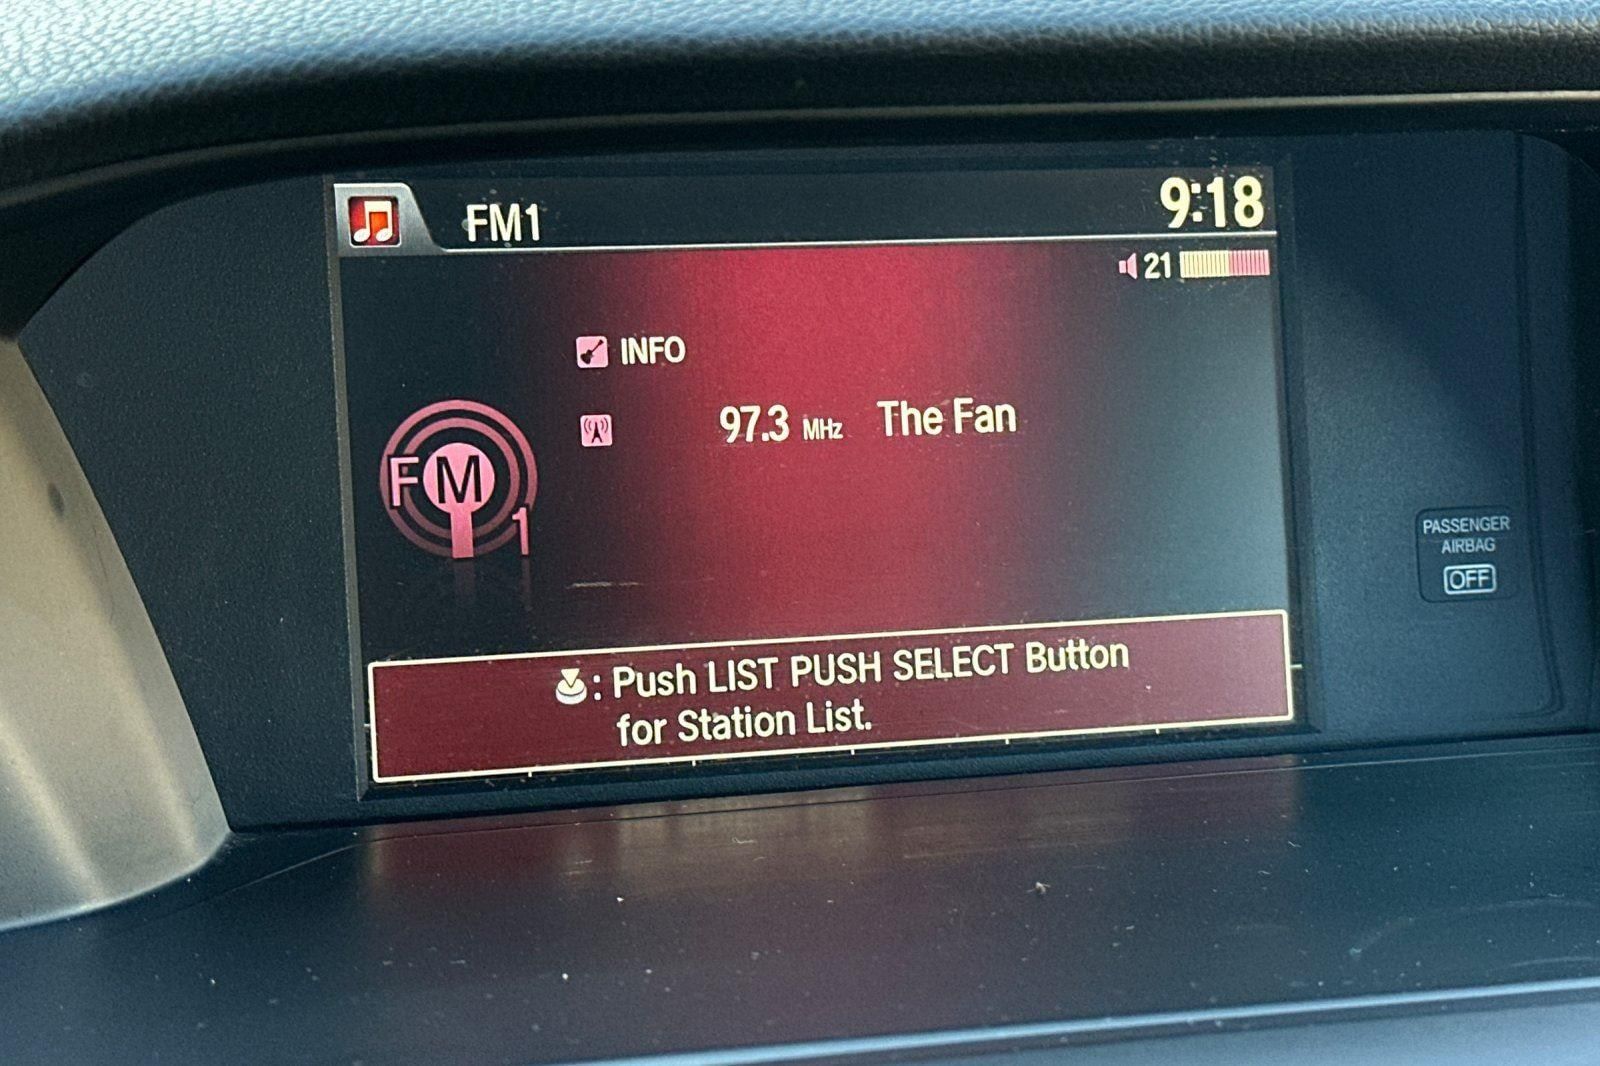 FM1
9:18
21
INFO
97.3 MHz The Fan
FM
1
PASSENGER
AIRBAG
OFF
: Push LIST PUSH SELECT Button
for Station List.